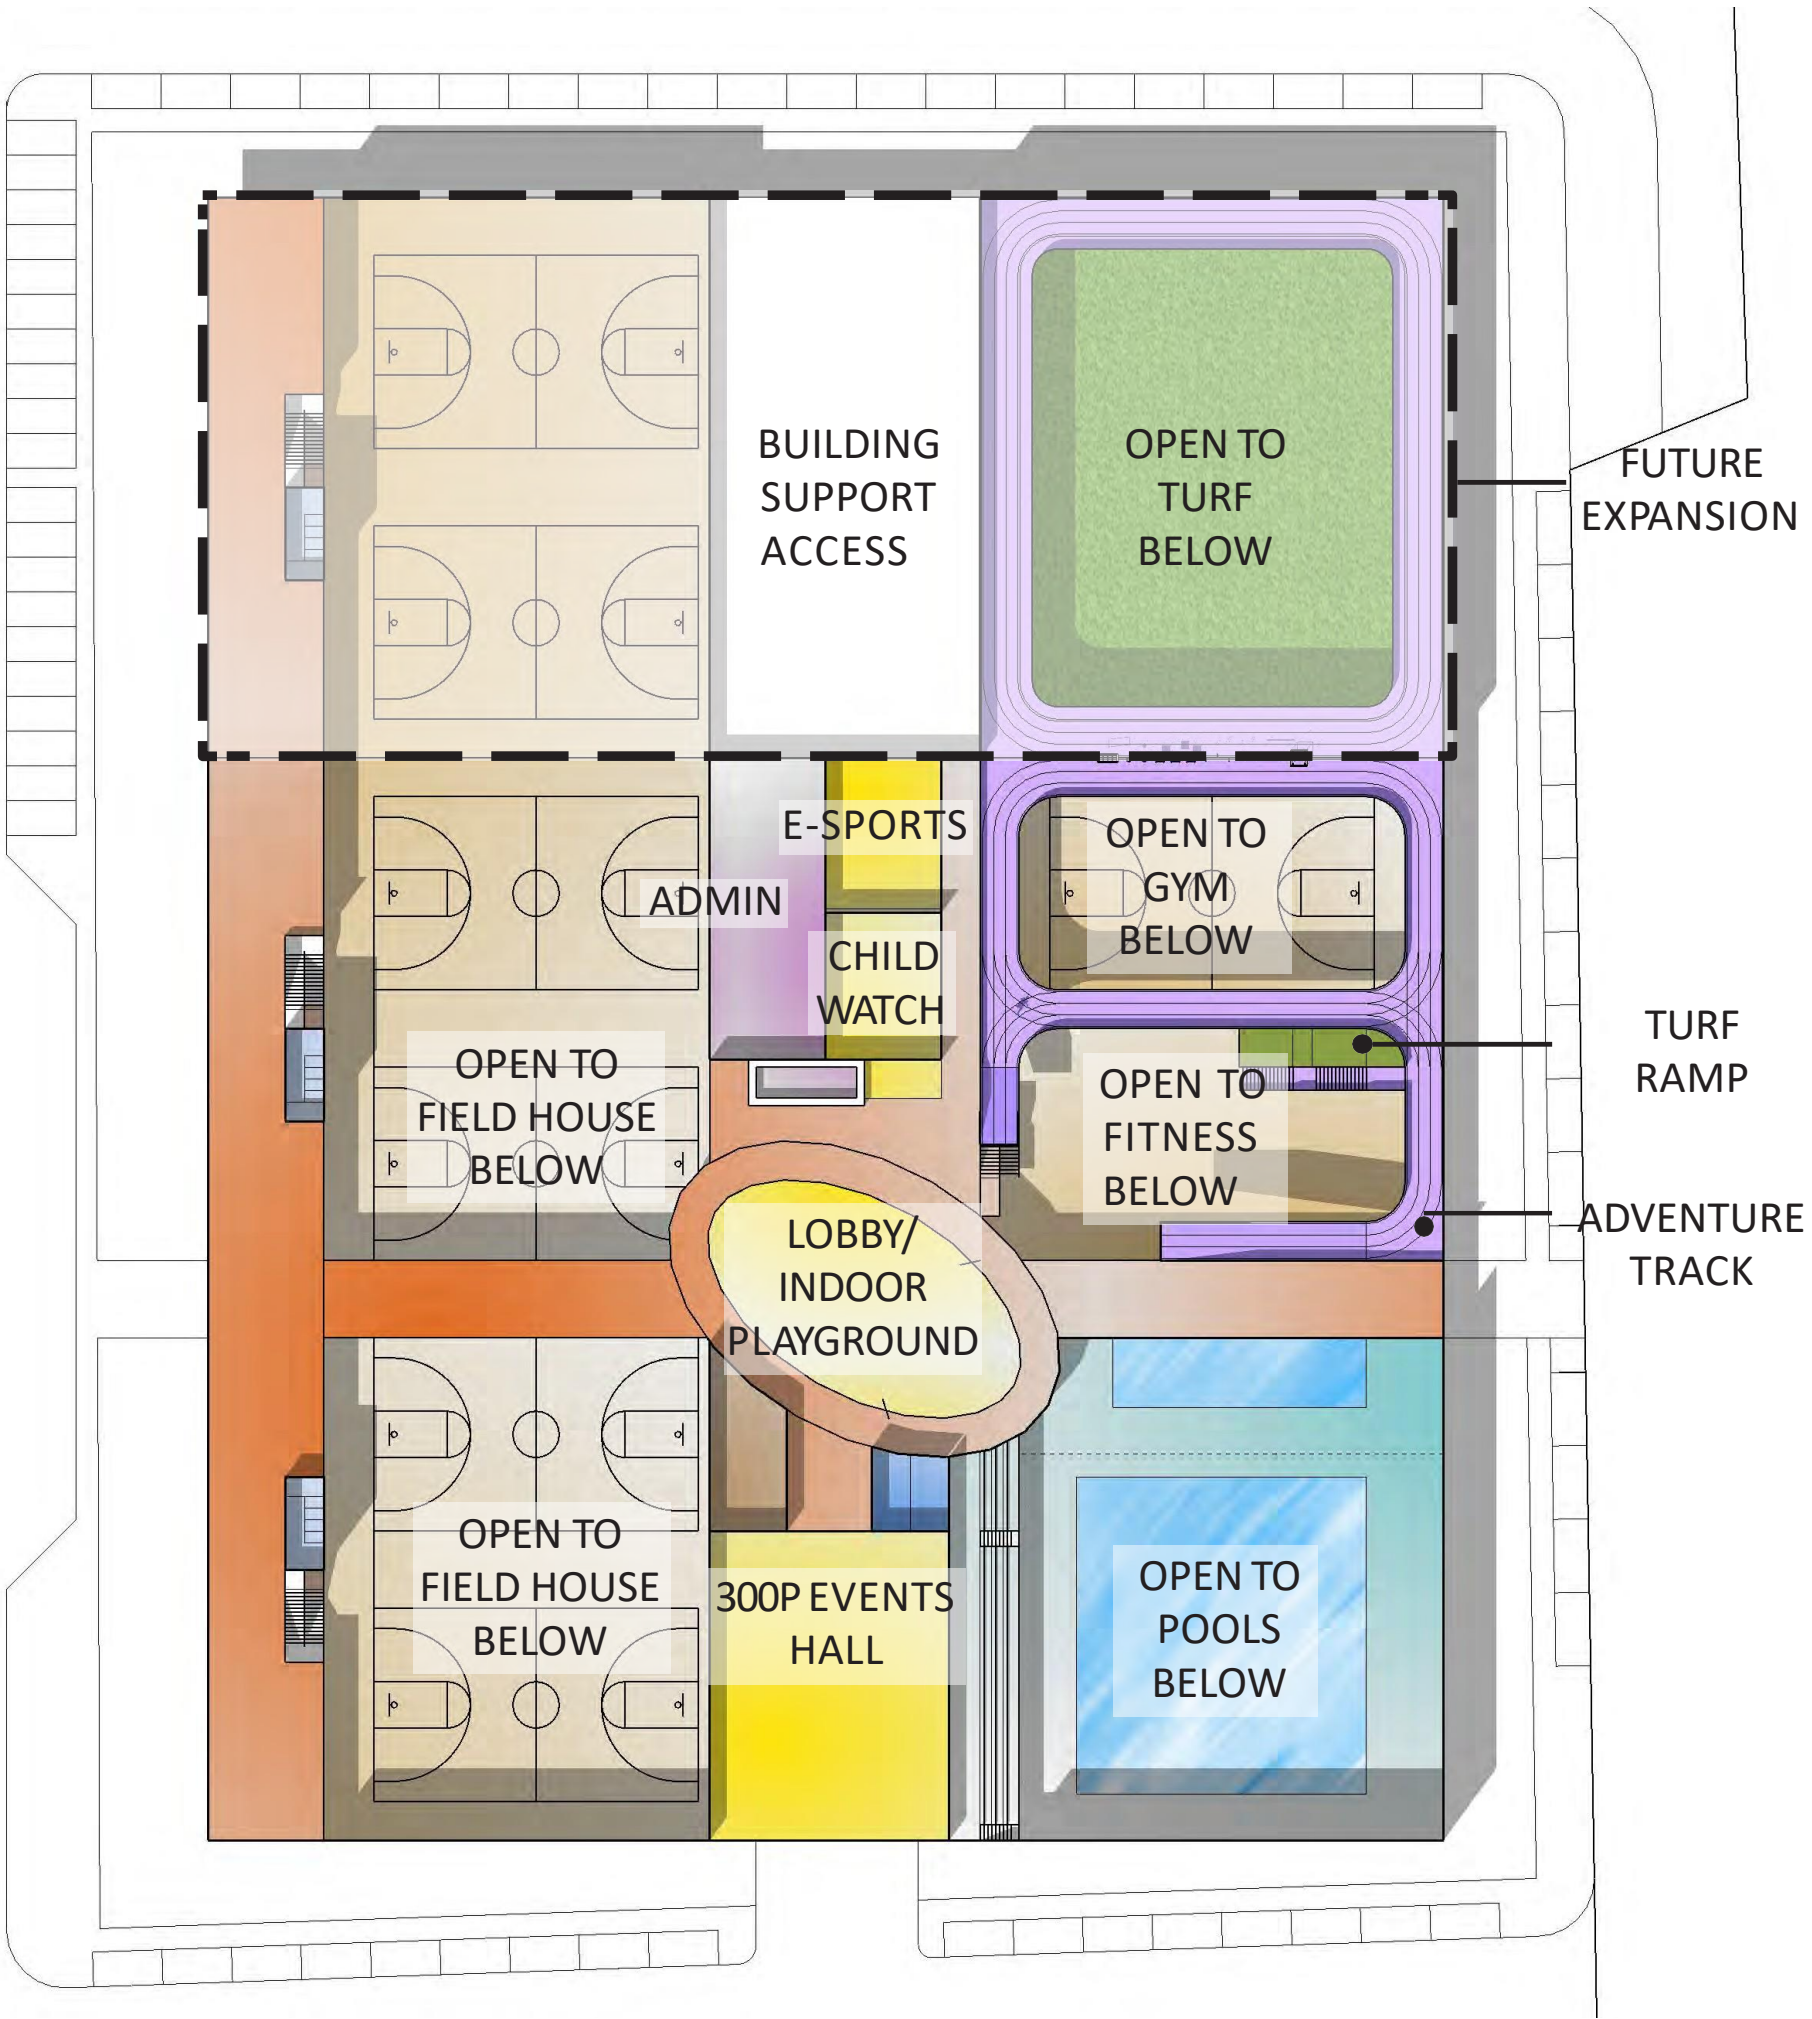 BUILDING
SUPPORT
ACCESS
OPEN TO
TURF
BELOW
FUTURE
EXPANSION
E-SPORTS
ADMIN
CHILD
WATCH
OPEN TO
GYM
BELOW
TURF
RAMP
OPEN TO
FIELD HOUSE
BELOW
OPEN TO
FITNESS
BELOW
ADVENTURE
TRACK
LOBBY/
INDOOR
PLAYGROUND
OPEN TO
FIELD HOUSE
BELOW
300P EVENTS
HALL
OPEN TO
POOLS
BELOW